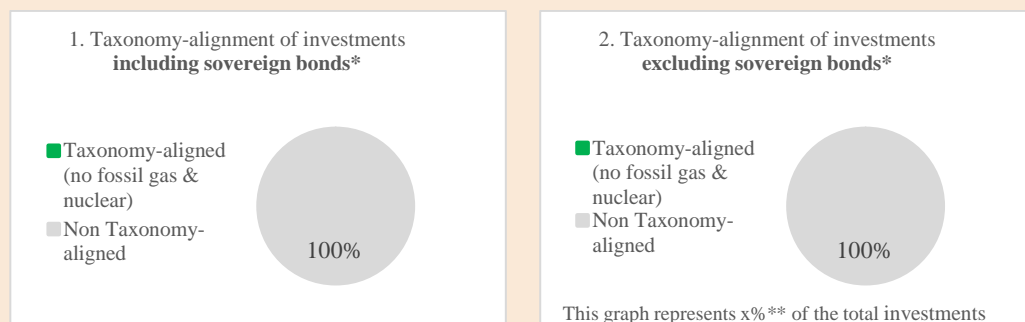 1. Taxonomy-alignment of investments
including sovereign bonds*
Taxonomy-aligned
(no fossil gas &
nuclear)
Non Taxonomy-
aligned
100%
2. Taxonomy-alignment of investments
excluding sovereign bonds*
Taxonomy-aligned
(no fossil gas &
nuclear)
Non Taxonomy-
aligned
100%
This graph represents x%** of the total investments